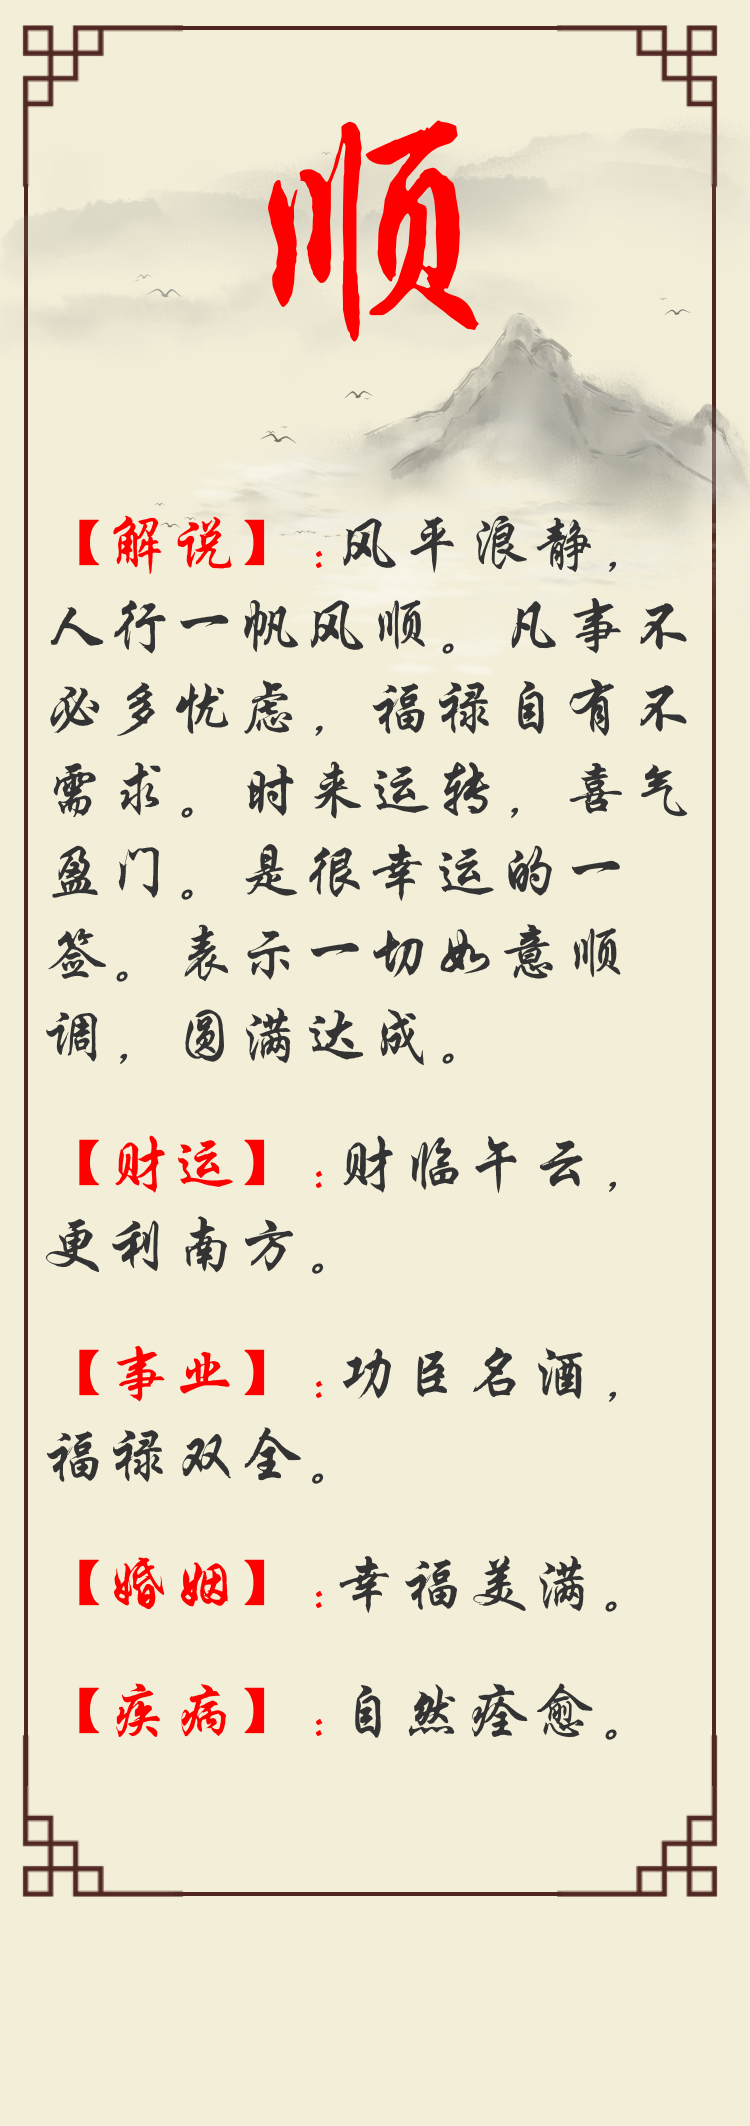 顺
【解说】:风平浪静,
人行一帆风顺。凡事不
必多忧虑,福禄自有不
需求。时来运转,喜气
盈门。是很幸运的一
签。表示一切如意顺
调,圆满达成。
【财运】:财临午云,
更利南方。
【事业】:功臣名酒,
福禄双全。
【婚姻】:幸福美满。
【疾病】:自然痊愈。